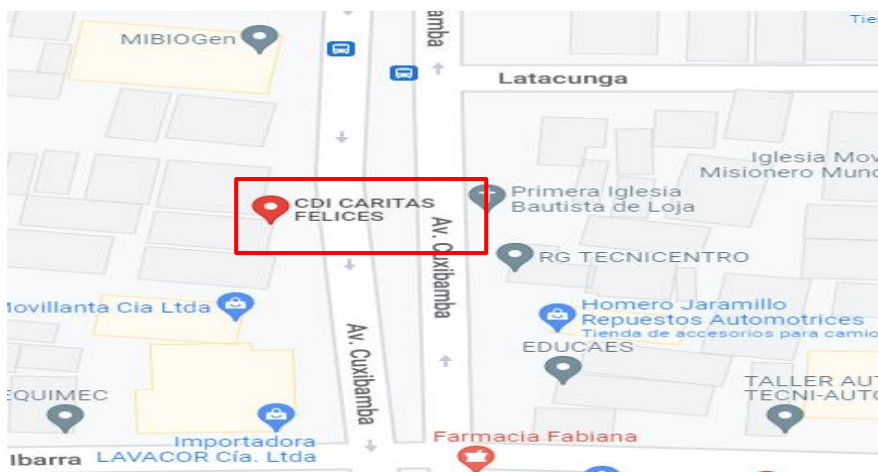 Tie
MIBIOGen
amba
Latacunga
Iglesia Mov
Misionero Mund
CDI CARITAS
FELICES
Primera Iglesia
Bautista de Loja
Av. Cuxibamba
RG TECNICENTRO
Movillanta Cia Ltda
Homero Jaramillo
Repuestos Automotrices
Tienda de accesorios para camio
Av. Cuxibamba
EDUCAES
TALLER AUT
TECNI-AUTO
EQUIMEC
Importadora
LAVACOR Cía. Ltda
Farmacia Fabiana
Ibarra